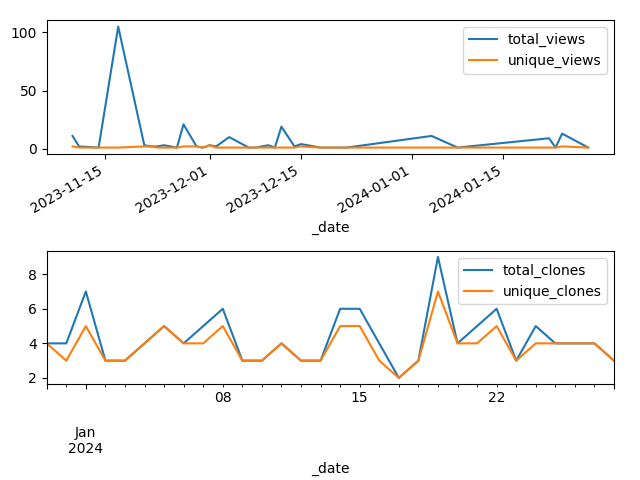 100
50
0
total_views
unique_views
2023-11-15
2023-12-01
2023-12-15
2024-01-01
2024-01-15
_date
8
6
4
2
total_clones
unique_clones
08
15
22
Jan
2024
_date